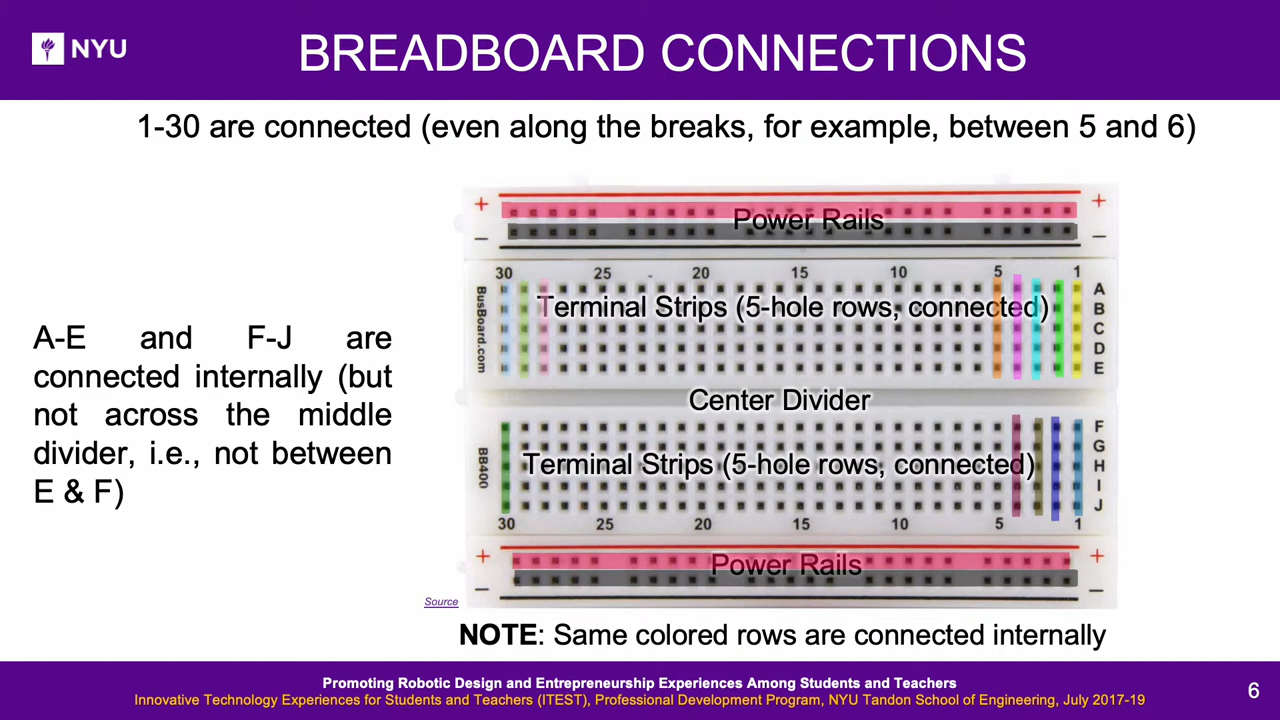 NYU
BREADBOARD CONNECTIONS
1-30 are connected (even along the breaks, for example, between 5 and 6)
+ +
Power Rails
– –
30 25 20 15 10 5 1
BusBoard.com
A
Terminal Strips (5-hole rows, connected)
B
C
D
E
A-E and F-J are
connected internally (but
not across the middle
divider, i.e., not between
E & F)
Center Divider
BB400
F
G
Terminal Strips (5-hole rows, connected)
H
I
J
30 25 20 15 10 5 1
+ +
Power Rails
– –
Source
NOTE: Same colored rows are connected internally
Promoting Robotic Design and Entrepreneurship Experiences Among Students and Teachers
Innovative Technology Experiences for Students and Teachers (ITEST), Professional Development Program, NYU Tandon School of Engineering, July 2017-19
6